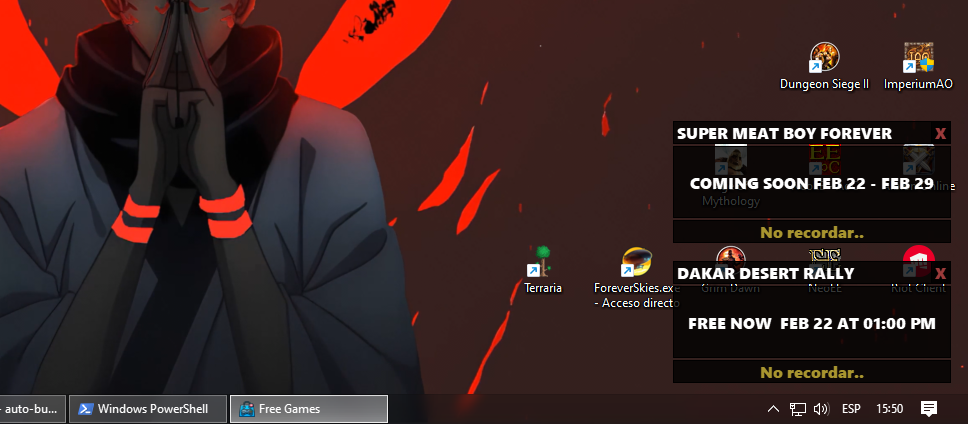 Dungeon Siege II
ImperiumAO
SUPER MEAT BOY FOREVER X
COMING SOON FEB 22 - FEB 29
Mythology
No recordar..
Terraria
ForeverSkies.exe
- Acceso directo
DAKAR DESERT RALLY X
Grim Dawn
NeoEE
Riot Client
FREE NOW FEB 22 AT 01:00 PM
No recordar..
- auto-bu...
Windows PowerShell
Free Games
ESP
15:50